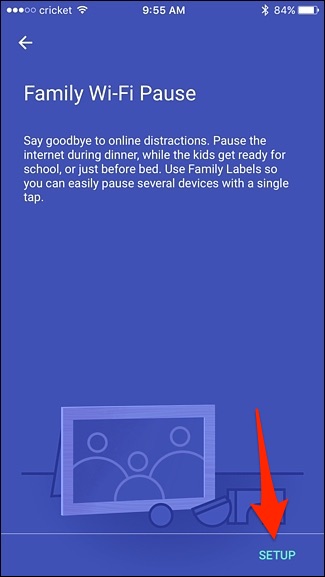 cricket 9:55 AM 84%
Family Wi-Fi Pause
Say goodbye to online distractions. Pause the
internet during dinner, while the kids get ready for
school, or just before bed. Use Family Labels so
you can easily pause several devices with a single
tap.
SETUP